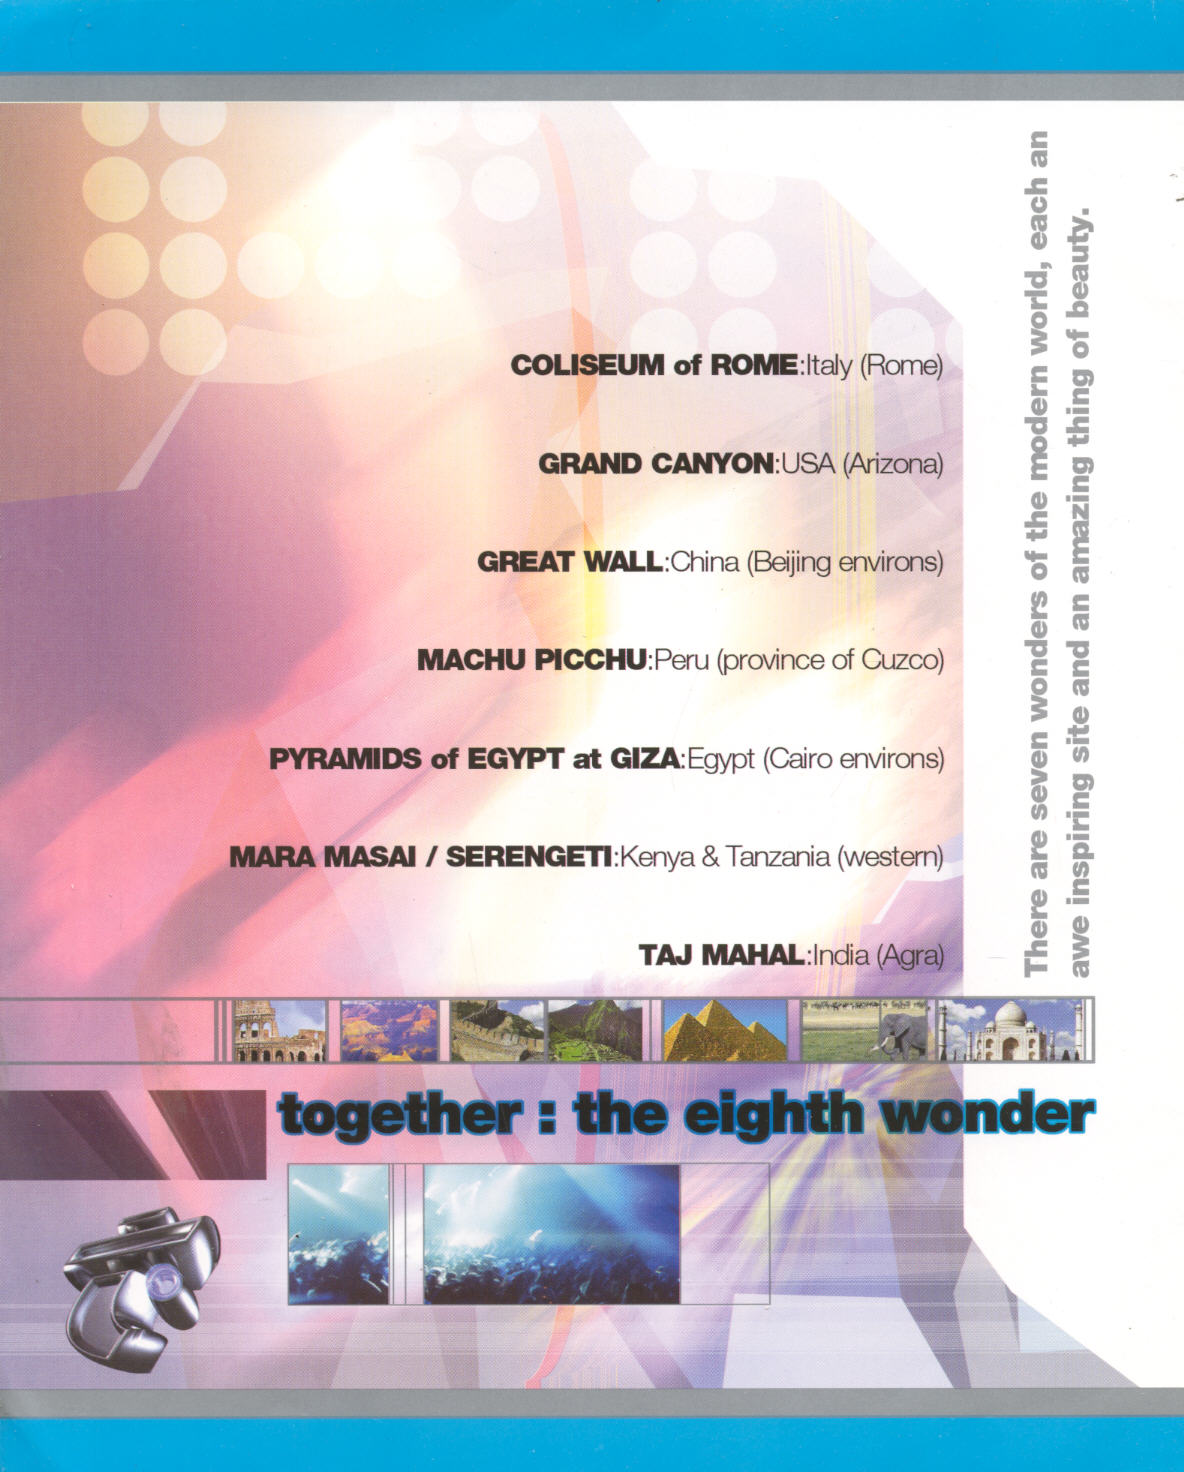 There are seven wonders of the modern world, each an
awe inspiring site and an amazing thing of beauty.
COLISEUM of ROME:Italy (Rome)
GRAND CANYON:USA (Arizona)
GREAT WALL:China (Beijing environs)
MACHU PICCHU:Peru (province of Cuzco)
PYRAMIDS of EGYPT at GIZA:Egypt (Cairo environs)
MARA MASAI / SERENGETI:Kenya & Tanzania (western)
TAJ MAHAL:India (Agra)
together : the eighth wonder